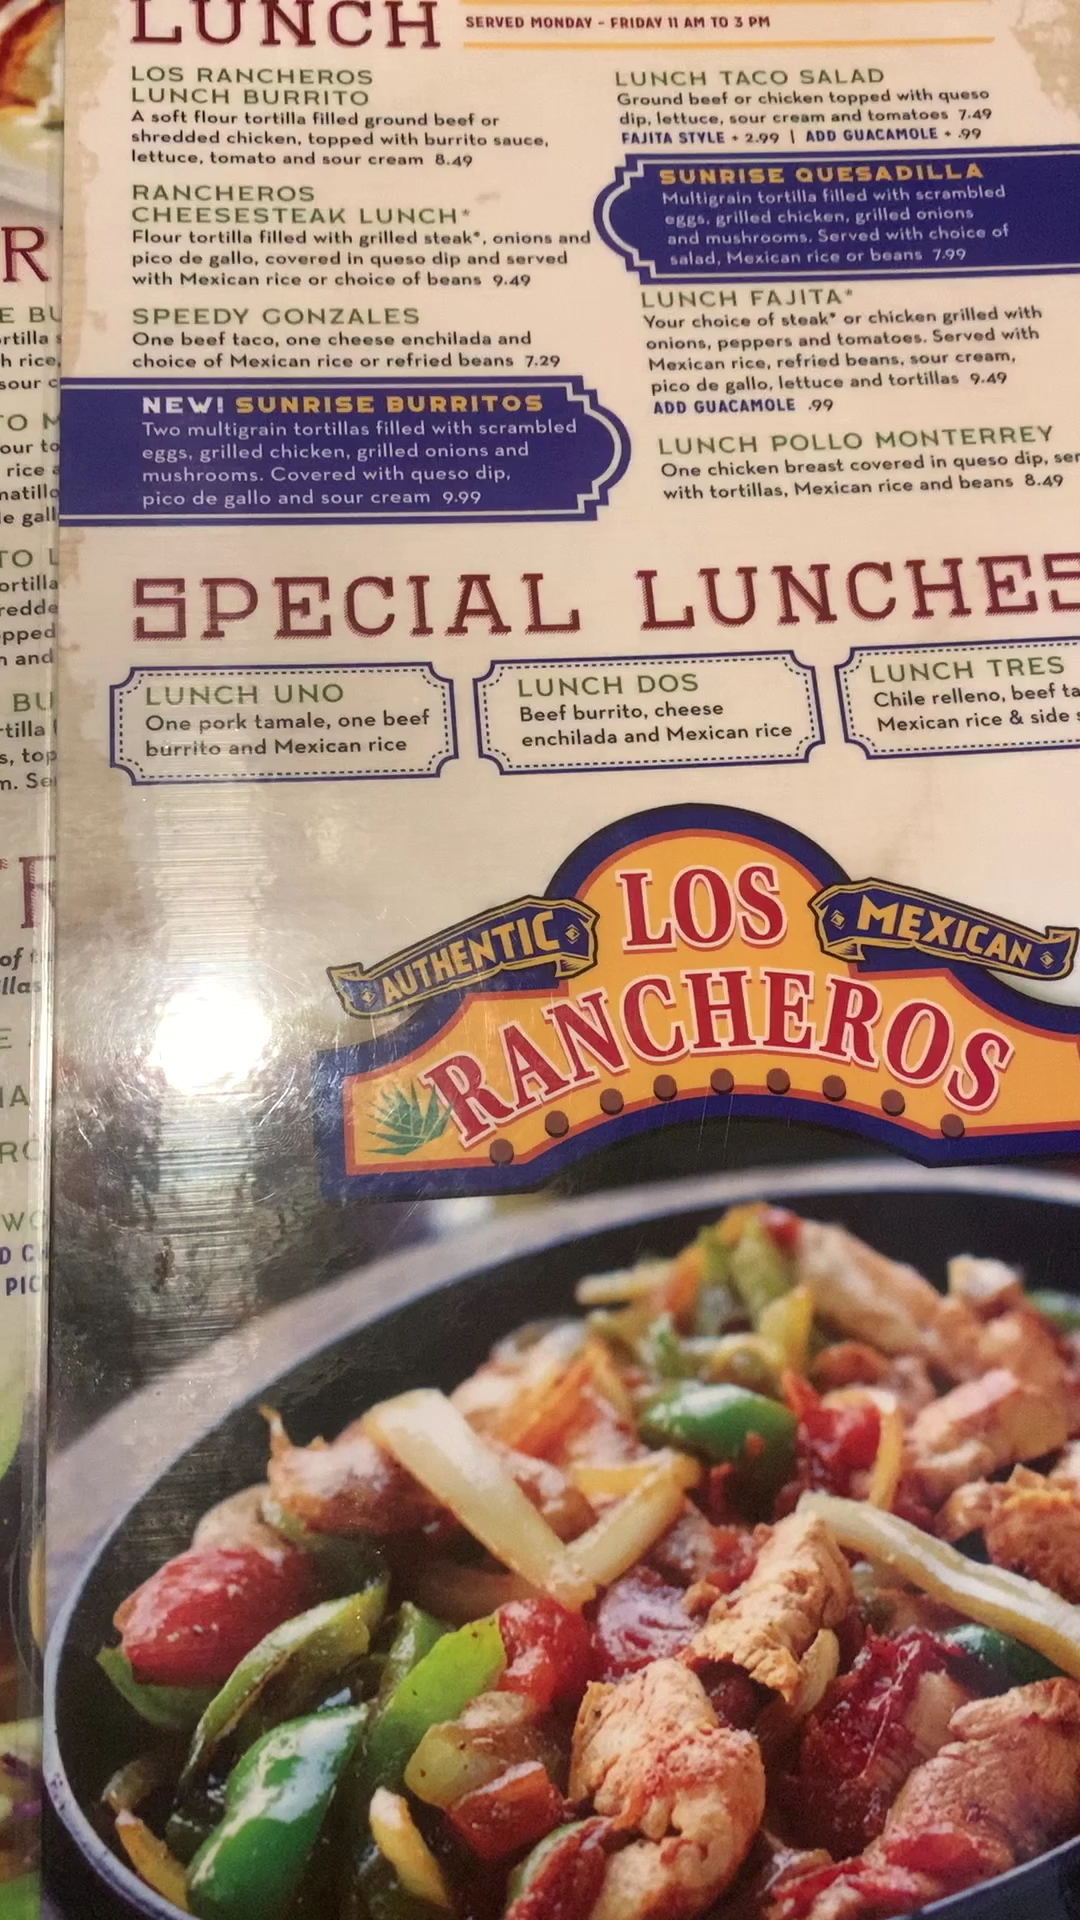 LUNCH
SERVED MONDAY - FRIDAY 11 AM TO 3 PM
LOS RANCHEROS
LUNCH BURRITO
A soft flour tortilla filled ground beef or
shredded chicken, topped with burrito sauce,
lettuce, tomato and sour cream 8.49
RANCHEROS
CHEESESTEAK LUNCH*
Flour tortilla filled with grilled steak*, onions and
pico de gallo, covered in queso dip and served
with Mexican rice or choice of beans 9.49
SPEEDY GONZALES
One beef taco, one cheese enchilada and
choice of Mexican rice or refried beans 7.29
NEW! SUNRISE BURRITOS
Two multigrain tortillas filled with scrambled
eggs, grilled chicken, grilled onions and
mushrooms. Covered with queso dip,
pico de gallo and sour cream 9.99
LUNCH TACO SALAD
Ground beef or chicken topped with queso
dip, lettuce, sour cream and tomatoes 7.49
FAJITA STYLE + 2.99 | ADD GUACAMOLE + .99
SUNRISE QUESADILLA
Multigrain tortilla filled with scrambled
eggs, grilled chicken, grilled onions
and mushrooms. Served with choice of
salad, Mexican rice or beans 7.99
LUNCH FAJITA*
Your choice of steak* or chicken grilled with
onions, peppers and tomatoes. Served with
Mexican rice, refried beans, sour cream,
pico de gallo, lettuce and tortillas 9.49
ADD GUACAMOLE .99
LUNCH POLLO MONTERREY
One chicken breast covered in queso dip, ser
with tortillas, Mexican rice and beans 8.49
SPECIAL LUNCHES
LUNCH UNO
One pork tamale, one beef
burrito and Mexican rice
LUNCH DOS
Beef burrito, cheese
enchilada and Mexican rice
LUNCH TRES
Chile relleno, beef ta
Mexican rice & side
AUTHENTIC
LOS
MEXICAN
RANCHEROS